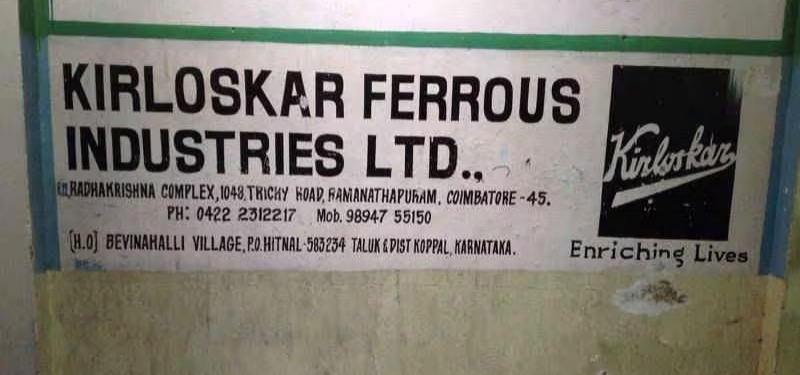 KIRLOSKAR FERROUS
INDUSTRIES LTD.,
RADHAKRISHNA COMPLEX, 1048, TRICHY ROAD, RAMANATHAPURAM, COIMBATORE - 45.
PH: 0422 2312217 Mob. 98947 55150
[H.O] BEVINAHALLI VILLAGE, P.O. HITNAL-583234 TALUK & DIST KOPPAL, KARNATAKA.
Kirloskar
Enriching Lives